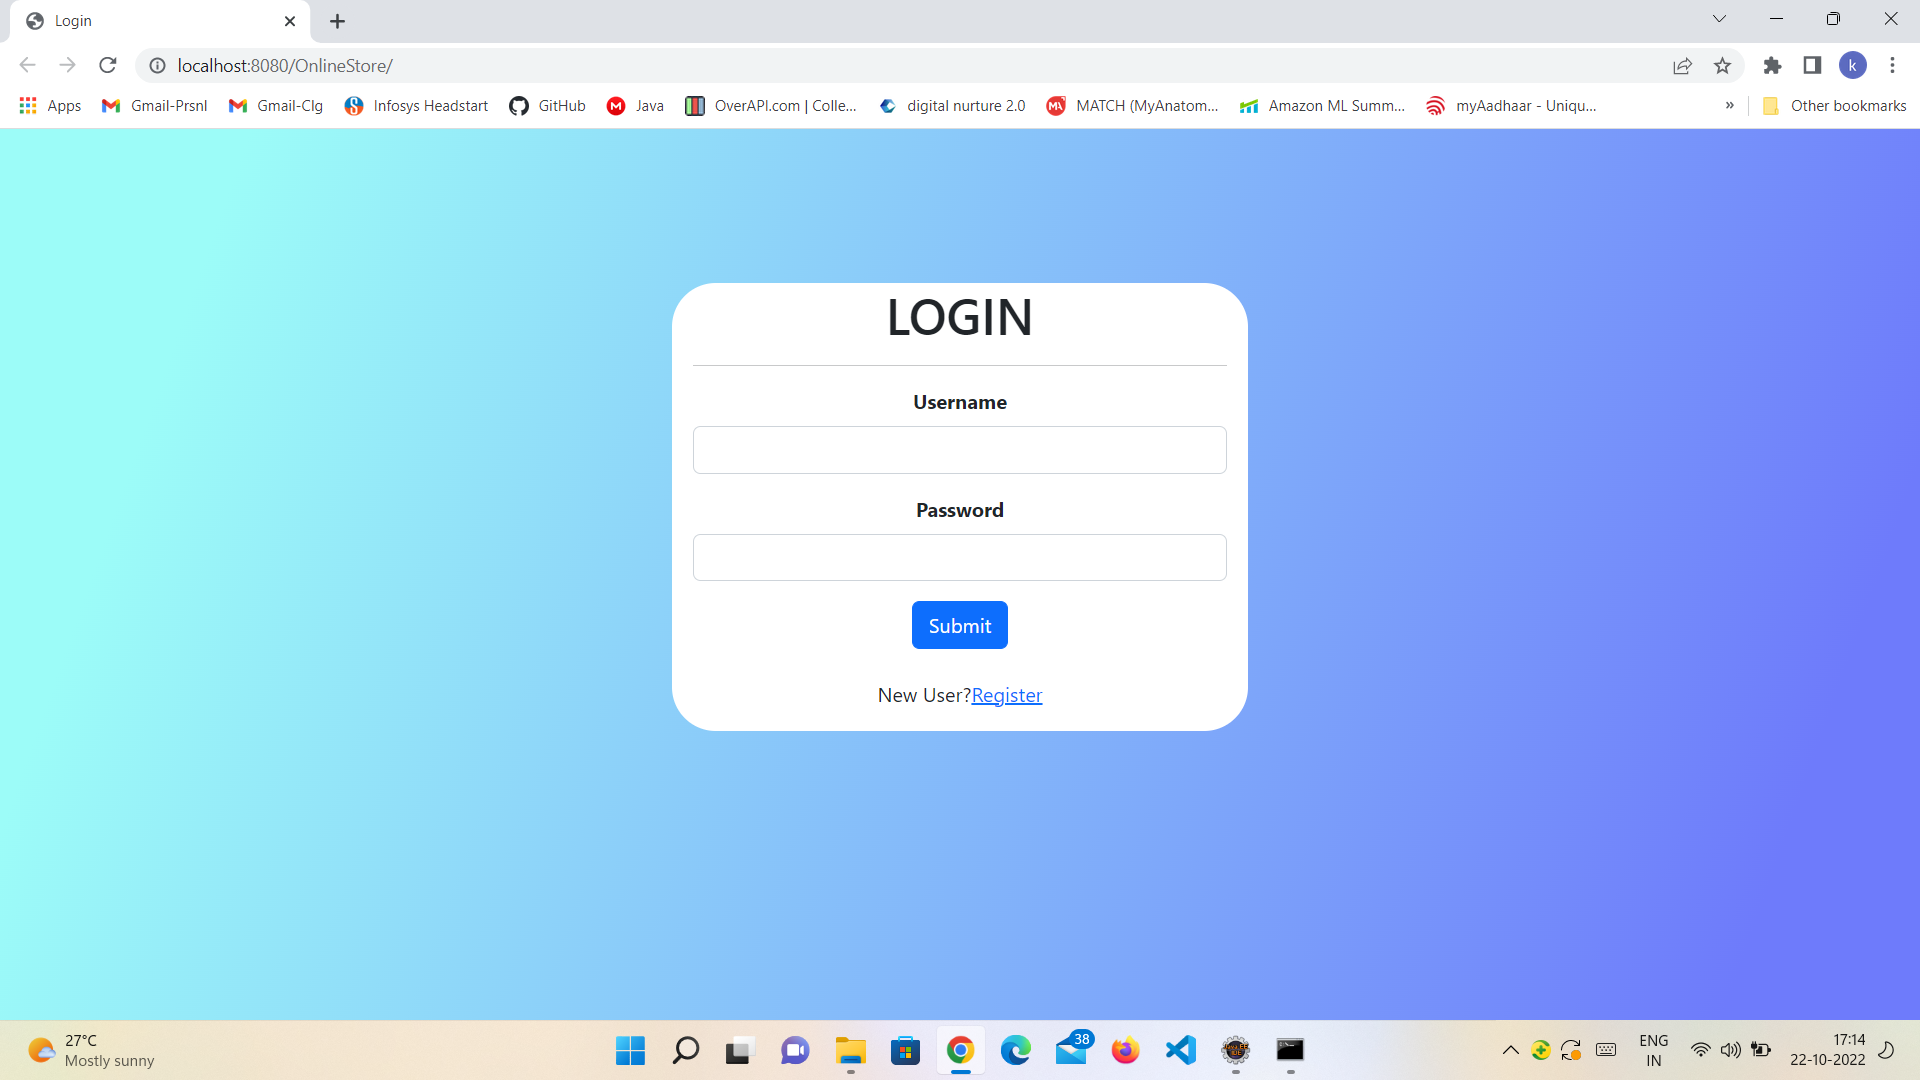 Login
localhost:8080/OnlineStore/
k
Apps
Gmail-Prsnl
Gmail-Clg
Infosys Headstart
GitHub
Java
OverAPI.com | Colle...
digital nurture 2.0
MATCH (MyAnatom...
Amazon ML Summ...
myAadhaar - Uniqu...
»
Other bookmarks
LOGIN
Username
Password
Submit
New User?Register
27°C
Mostly sunny
38
ENG
IN
17:14
22-10-2022